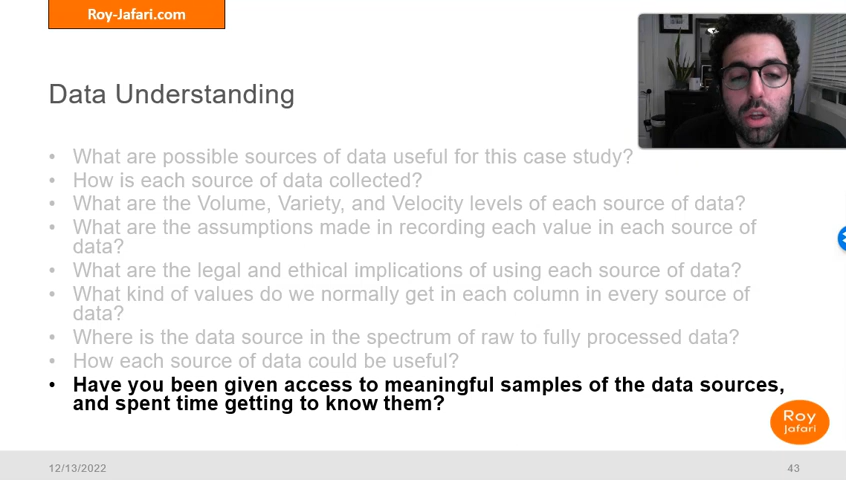 Roy-Jafari.com
Data Understanding
• What are possible sources of data useful for this case study?
• How is each source of data collected?
• What are the Volume, Variety, and Velocity levels of each source of data?
• What are the assumptions made in recording each value in each source of
data?
• What are the legal and ethical implications of using each source of data?
• What kind of values do we normally get in each column in every source of
data?
• Where is the data source in the spectrum of raw to fully processed data?
• How each source of data could be useful?
• Have you been given access to meaningful samples of the data sources,
and spent time getting to know them?
Roy
Jafari
12/13/2022
43